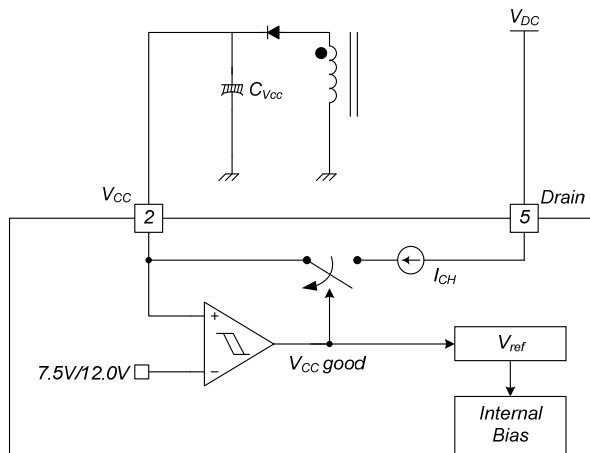 V_DC
C_Vcc
V_CC
2
5
Drain
I_CH
+
−
7.5V/12.0V
V_CC good
V_ref
Internal
Bias